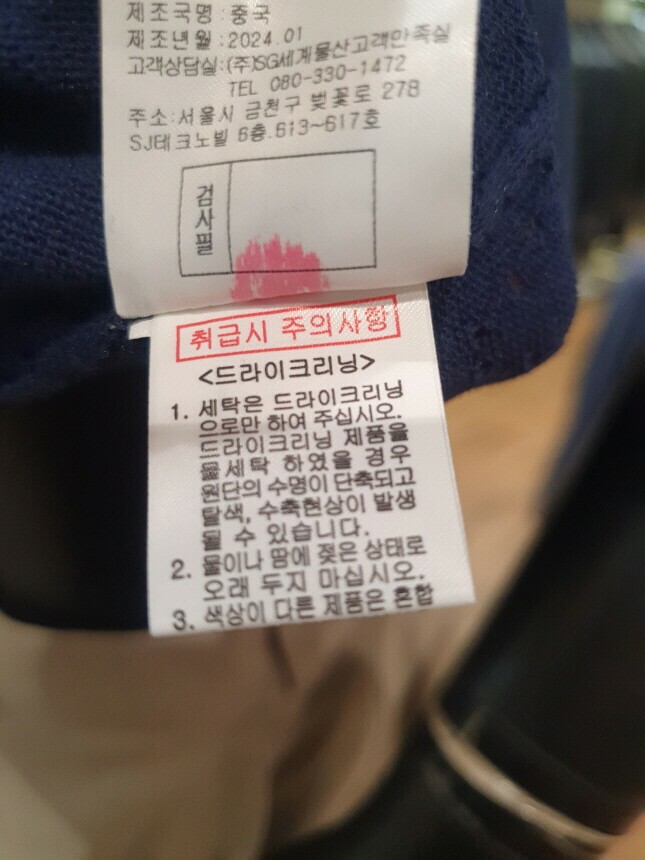 제조국명 : 중국
제조년월 : 2024.01
고객상담실:(주)SG세계물산고객만족실
TEL 080-330-1472
주소:서울시 금천구 벚꽃로 278
SJ테크노빌 6층.613~617호
검사필
취급시 주의사항
<드라이크리닝>
1. 세탁은 드라이크리닝
으로만 하여 주십시오.
드라이크리닝 제품을
물세탁 하였을 경우
원단의 수명이 단축되고
탈색, 수축현상이 발생
될 수 있습니다.
2. 물이나 땀에 젖은 상태로
오래 두지 마십시오.
3. 색상이 다른 제품은 혼합